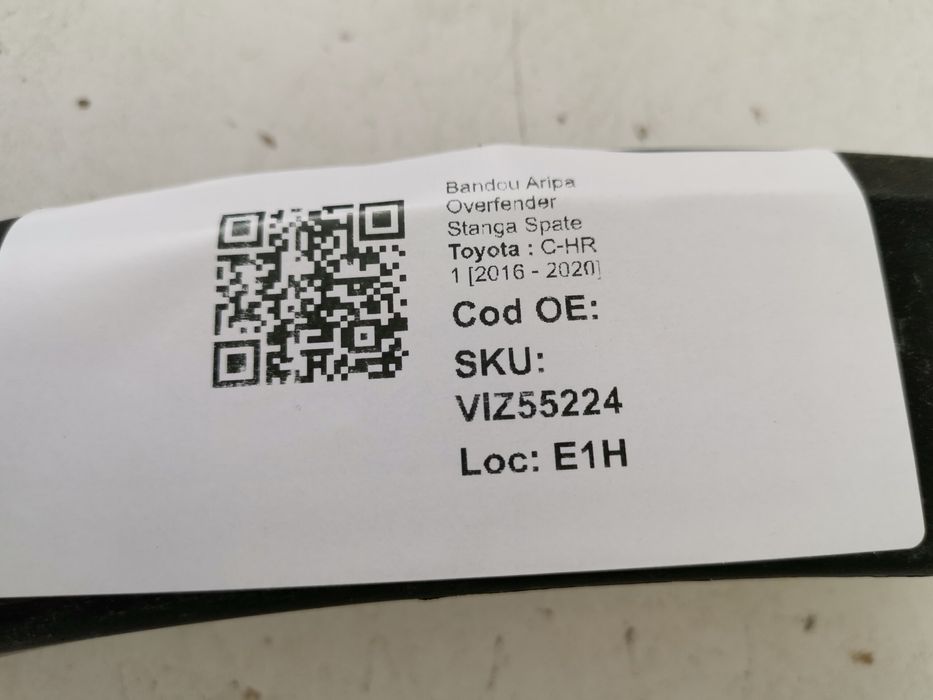 Bandou Aripa
Overfender
Stanga Spate
Toyota : C-HR
1 [2016 - 2020]
Cod OE:
SKU:
VIZ55224
Loc: E1H